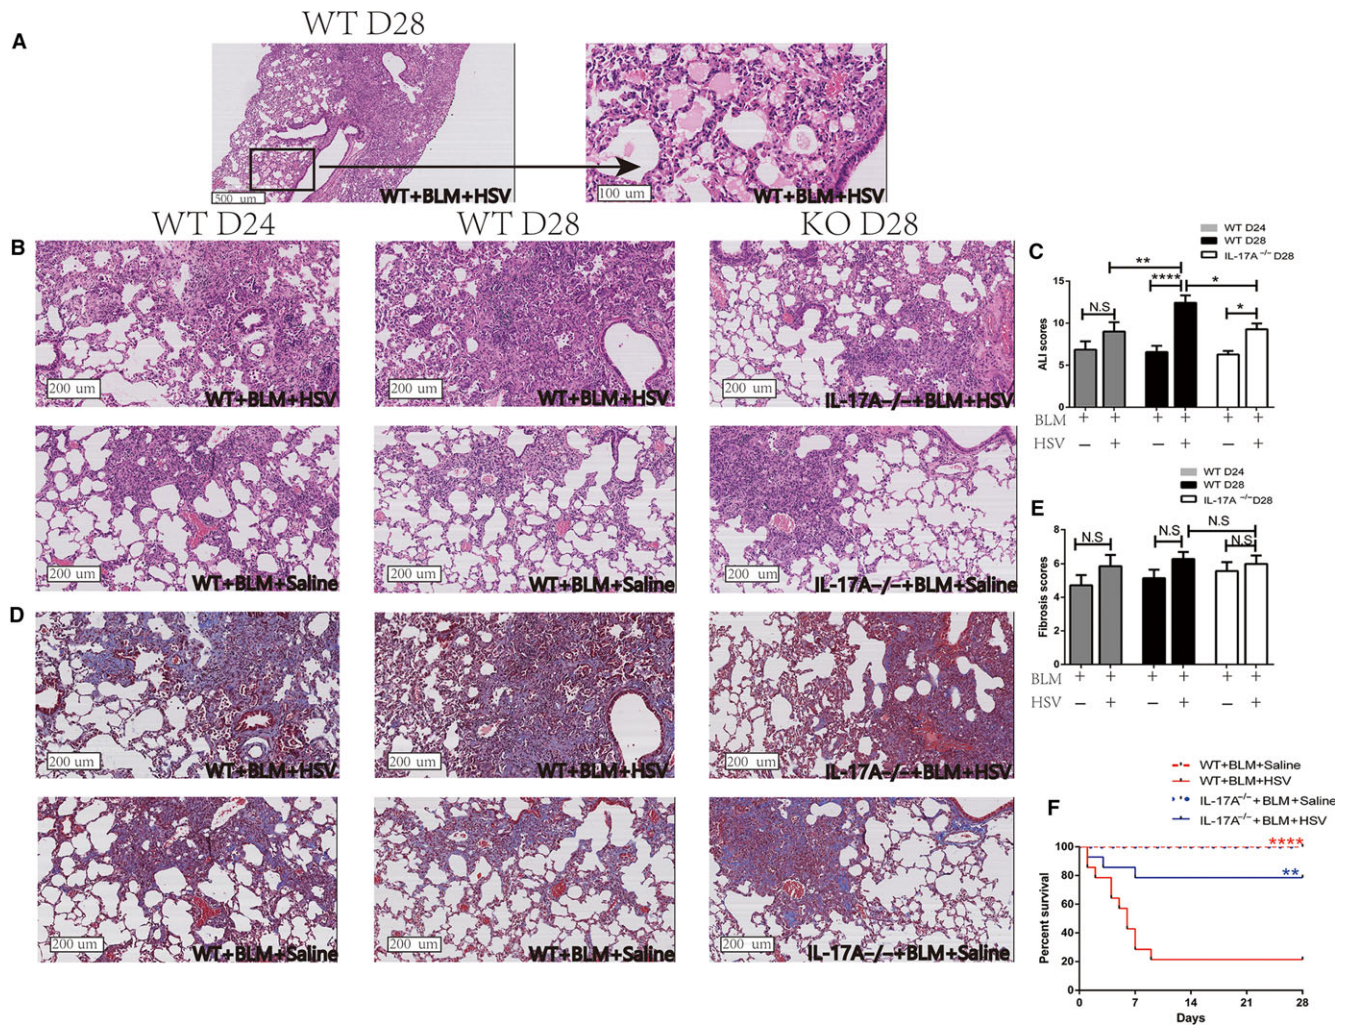 WT D28
A
500 um
WT+BLM+HSV
100 um
WT+BLM+HSV
WT D24
WT D28
KO D28
B
200 um
WT+BLM+HSV
200 um
WT+BLM+HSV
200 um
IL-17A-/-+BLM+HSV
200 um
WT+BLM+Saline
200 um
WT+BLM+Saline
200 um
IL-17A-/-+BLM+Saline
C
WT D24
WT D28
IL-17A -/- D28
ALI scores
15
10
5
0
N.S
**
****
*
*
BLM + + + + + +
HSV – + – + – +
D
200 um
WT+BLM+HSV
200 um
WT+BLM+HSV
200 um
IL-17A-/-+BLM+HSV
200 um
WT+BLM+Saline
200 um
WT+BLM+Saline
200 um
IL-17A-/-+BLM+Saline
E
WT D24
WT D28
IL-17A -/- D28
Fibrosis scores
8
6
4
2
0
N.S
N.S
N.S
N.S
BLM + + + + + +
HSV – + – + – +
F
WT+BLM+Saline
WT+BLM+HSV
IL-17A-/-+BLM+Saline
IL-17A-/-+BLM+HSV
Percent survival
100
80
60
40
20
0
****
**
0 7 14 21 28
Days